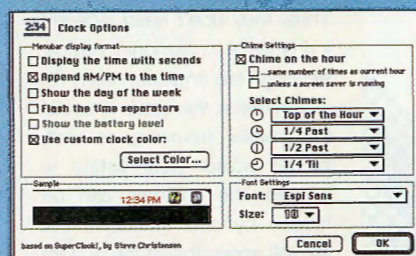 2:34 Clock Options
Menubar display format
Display the time with seconds
Append AM/PM to the time
Show the day of the week
Flash the time separators
Show the battery level
Use custom clock color:
Select Color...
Sample
12:34 PM
based on SuperClock!, by Steve Christensen
Chime Settings
Chime on the hour
...same number of times as current hour
...unless a screen saver is running
Select Chimes:
Top of the Hour
1/4 Past
1/2 Past
1/4 'Til
Font Settings
Font: Espi Sans
Size: 10
Cancel OK